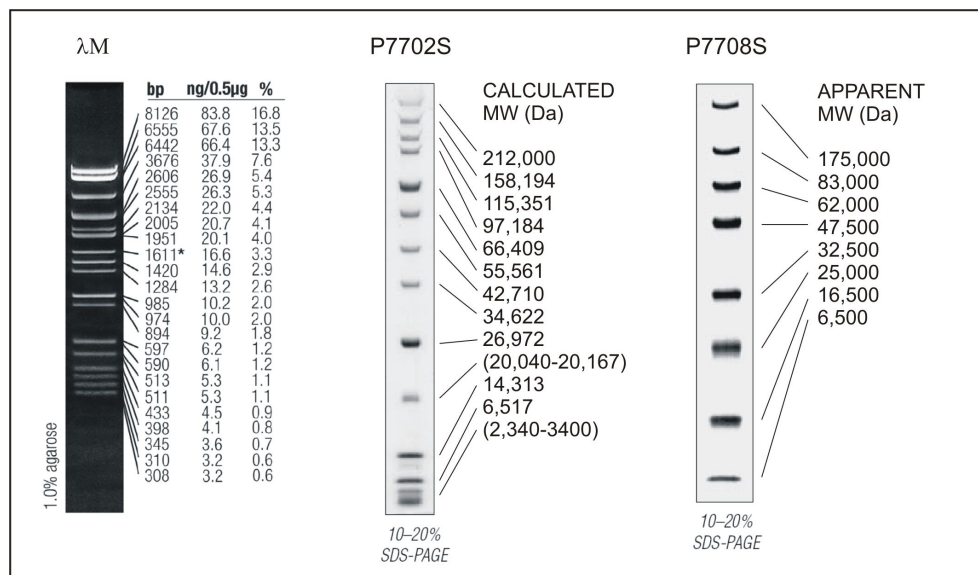 λM
bp ng/0.5µg %
8126 83.8 16.8
6555 67.6 13.5
6442 66.4 13.3
3676 37.9 7.6
2606 26.9 5.4
2555 26.3 5.3
2134 22.0 4.4
2005 20.7 4.1
1951 20.1 4.0
1611* 16.6 3.3
1420 14.6 2.9
1284 13.2 2.6
985 10.2 2.0
974 10.0 2.0
894 9.2 1.8
597 6.2 1.2
590 6.1 1.2
513 5.3 1.1
511 5.3 1.1
433 4.5 0.9
398 4.1 0.8
345 3.6 0.7
310 3.2 0.6
308 3.2 0.6
1.0% agarose
P7702S
CALCULATED
MW (Da)
212,000
158,194
115,351
97,184
66,409
55,561
42,710
34,622
26,972
(20,040-20,167)
14,313
6,517
(2,340-3400)
10–20%
SDS-PAGE
P7708S
APPARENT
MW (Da)
175,000
83,000
62,000
47,500
32,500
25,000
16,500
6,500
10–20%
SDS-PAGE